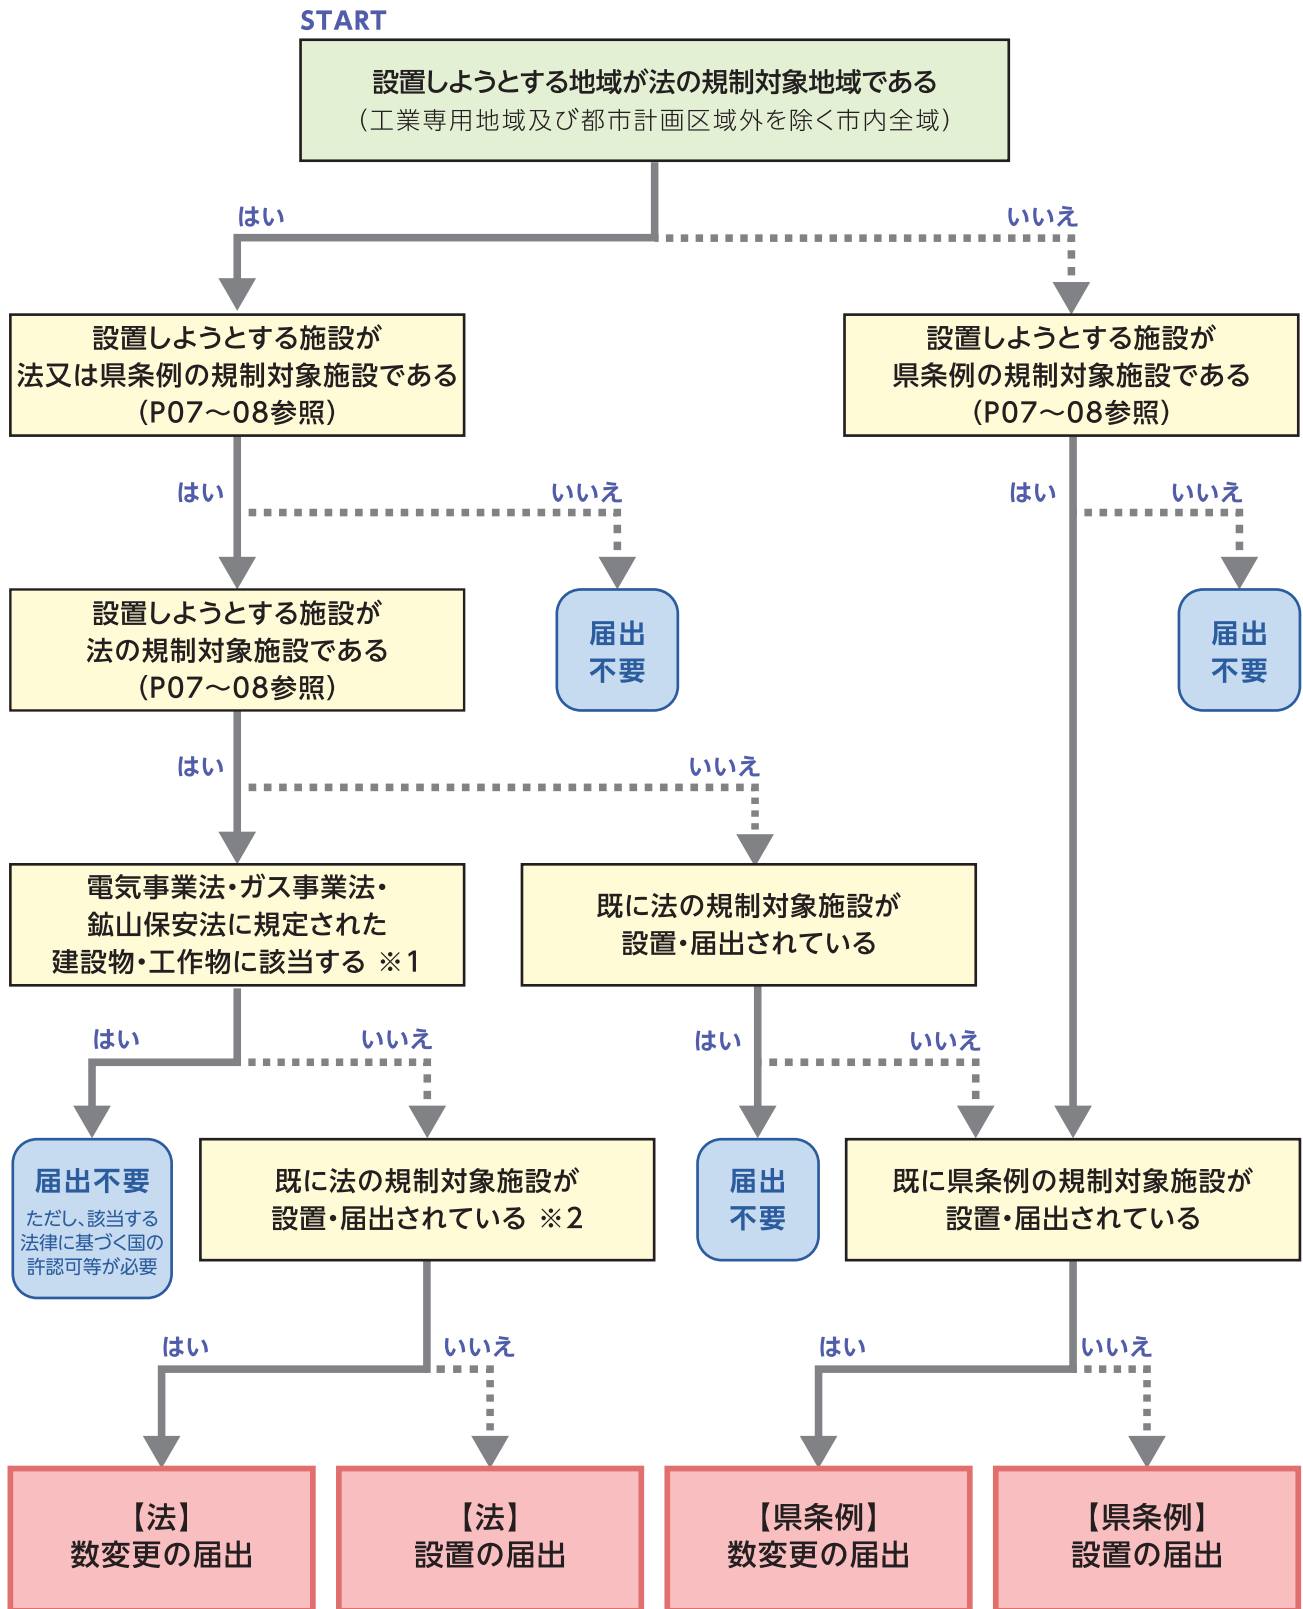 START
設置しようとする地域が法の規制対象地域である
（工業専用地域及び都市計画区域外を除く市内全域）
はい
いいえ
設置しようとする施設が
法又は県条例の規制対象施設である
（P07～08参照）
設置しようとする施設が
県条例の規制対象施設である
（P07～08参照）
はい
いいえ
はい
いいえ
設置しようとする施設が
法の規制対象施設である
（P07～08参照）
届出
不要
届出
不要
はい
いいえ
電気事業法・ガス事業法・
鉱山保安法に規定された
建設物・工作物に該当する ※1
既に法の規制対象施設が
設置・届出されている
はい
いいえ
はい
いいえ
届出不要
ただし、該当する
法律に基づく国の
許認可等が必要
既に法の規制対象施設が
設置・届出されている ※2
届出
不要
既に県条例の規制対象施設が
設置・届出されている
はい
いいえ
はい
いいえ
【法】
数変更の届出
【法】
設置の届出
【県条例】
数変更の届出
【県条例】
設置の届出